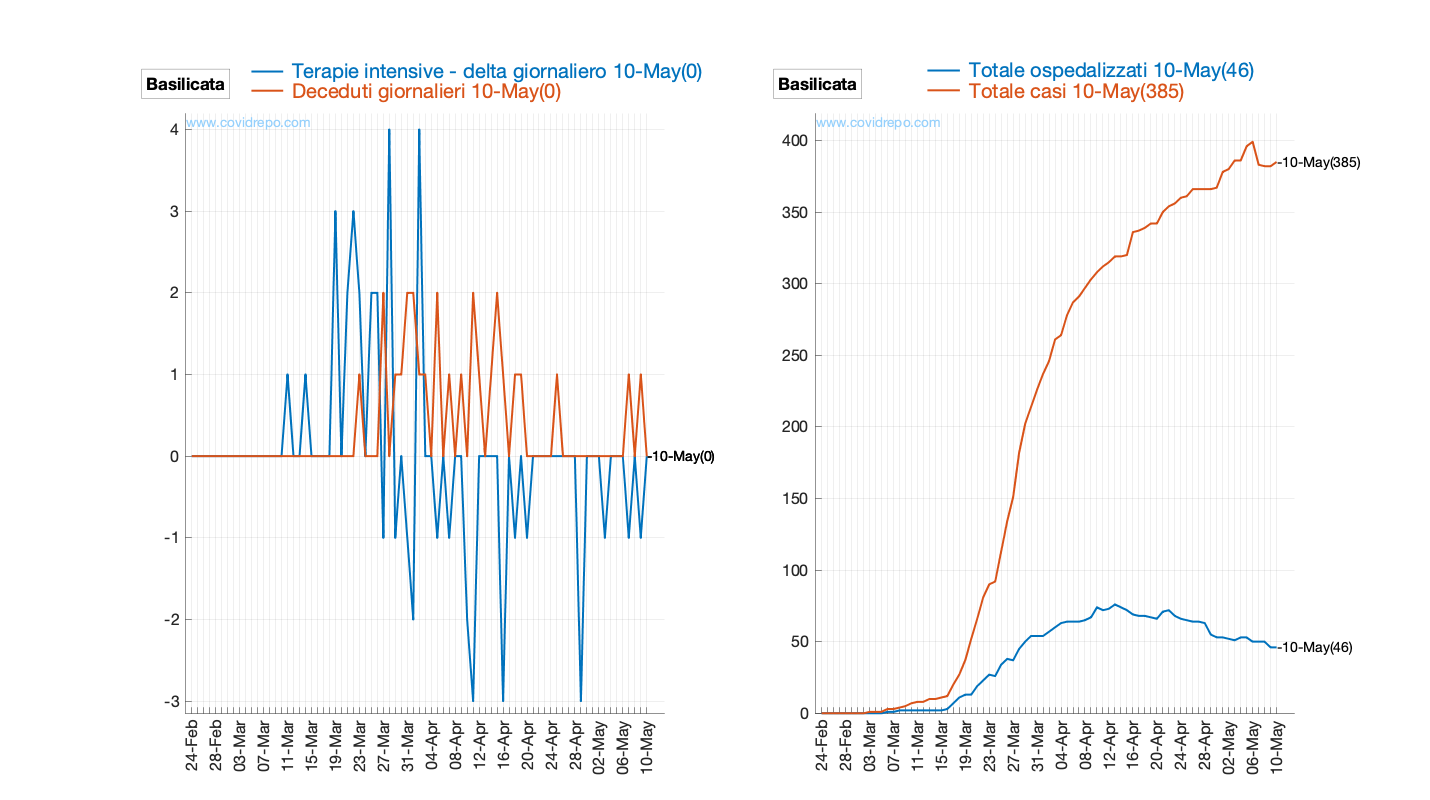 Basilicata
Terapie intensive - delta giornaliero 10-May(0)
Deceduti giornalieri 10-May(0)
www.covidrepo.com
4
3
2
1
0
-1
-2
-3
-10-May(0)
24-Feb
28-Feb
03-Mar
07-Mar
11-Mar
15-Mar
19-Mar
23-Mar
27-Mar
31-Mar
04-Apr
08-Apr
12-Apr
16-Apr
20-Apr
24-Apr
28-Apr
02-May
06-May
10-May
Basilicata
Totale ospedalizzati 10-May(46)
Totale casi 10-May(385)
www.covidrepo.com
400
350
300
250
200
150
100
50
0
-10-May(385)
-10-May(46)
24-Feb
28-Feb
03-Mar
07-Mar
11-Mar
15-Mar
19-Mar
23-Mar
27-Mar
31-Mar
04-Apr
08-Apr
12-Apr
16-Apr
20-Apr
24-Apr
28-Apr
02-May
06-May
10-May